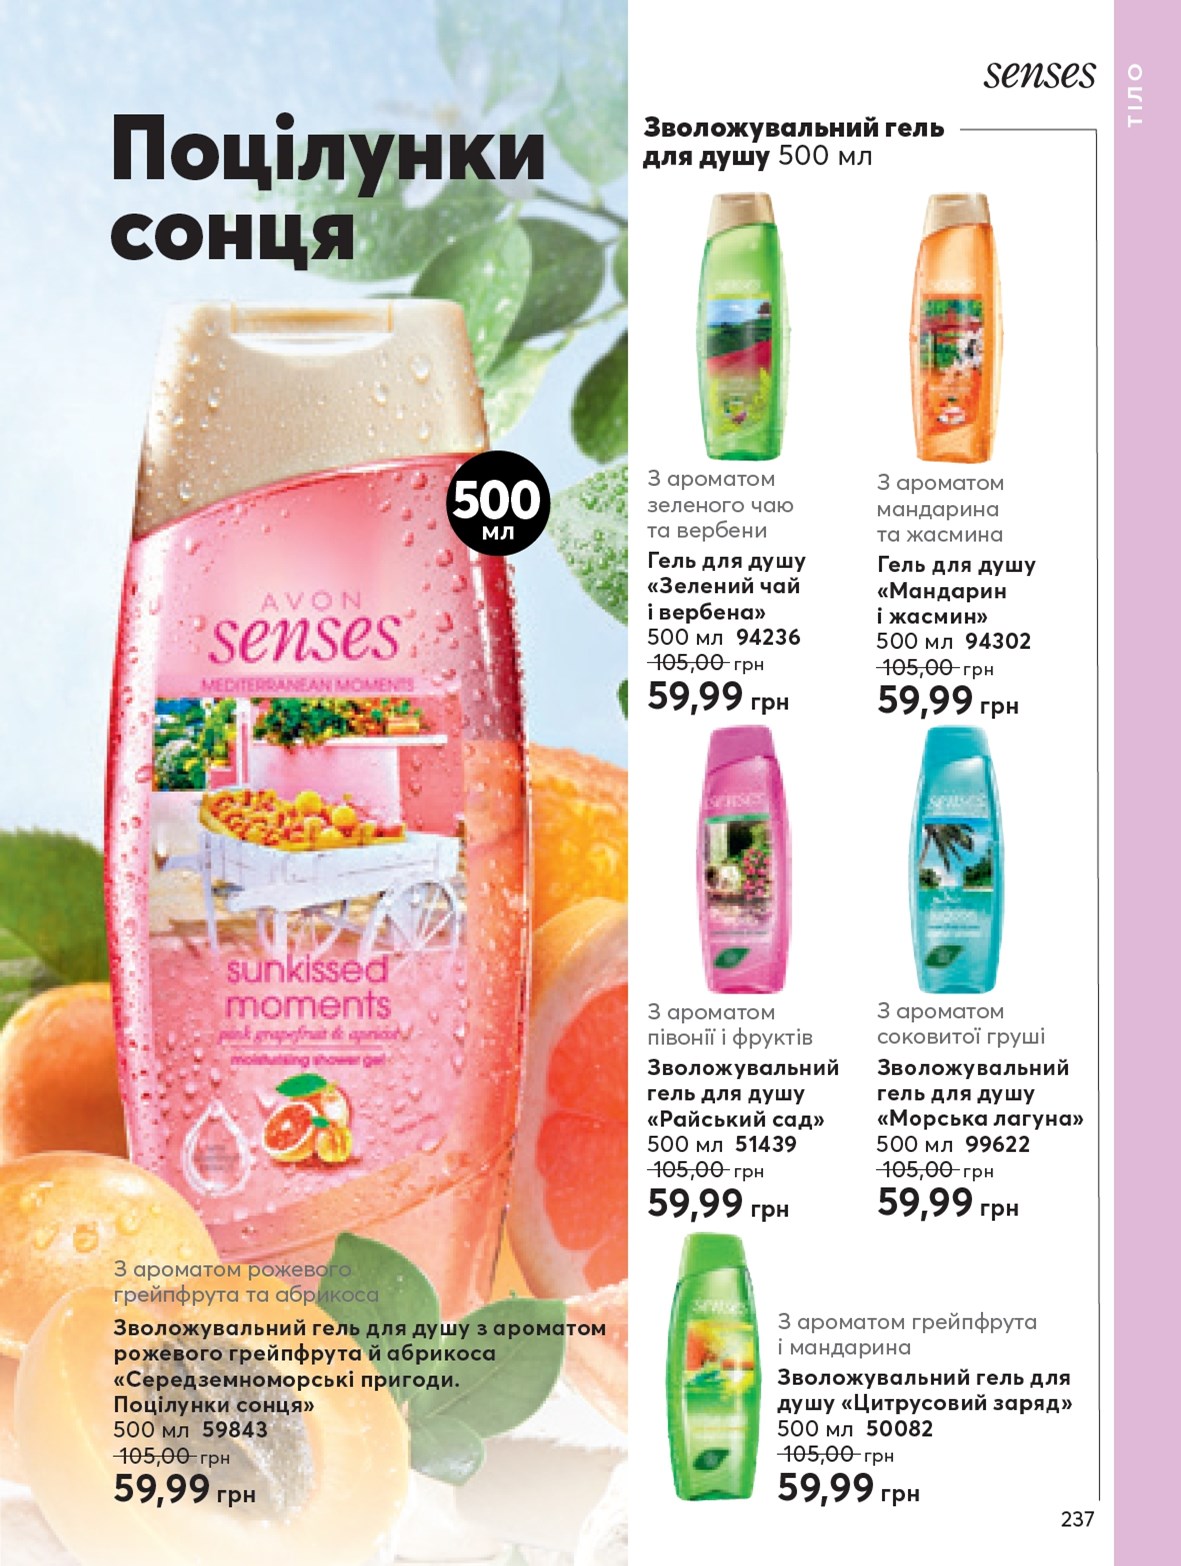 Поцілунки
сонця
500
мл
AVON
senses
MEDITERRANEAN MOMENTS
sunkissed
moments
pink grapefruit & apricot
moisturising shower gel
З ароматом рожевого
грейпфрута та абрикоса
Зволожувальний гель для душу з ароматом
рожевого грейпфрута й абрикоса
«Середземноморські пригоди.
Поцілунки сонця»
500 мл 59843
105,00 грн
59,99 грн
senses
ТІЛО
Зволожувальний гель
для душу 500 мл
З ароматом
зеленого чаю
та вербени
Гель для душу
«Зелений чай
і вербена»
500 мл 94236
105,00 грн
59,99 грн
З ароматом
мандарина
та жасмина
Гель для душу
«Мандарин
і жасмин»
500 мл 94302
105,00 грн
59,99 грн
senses
З ароматом
півонії і фруктів
Зволожувальний
гель для душу
«Райський сад»
500 мл 51439
105,00 грн
59,99 грн
senses
З ароматом
соковитої груші
Зволожувальний
гель для душу
«Морська лагуна»
500 мл 99622
105,00 грн
59,99 грн
senses
З ароматом грейпфрута
і мандарина
Зволожувальний гель для
душу «Цитрусовий заряд»
500 мл 50082
105,00 грн
59,99 грн
237